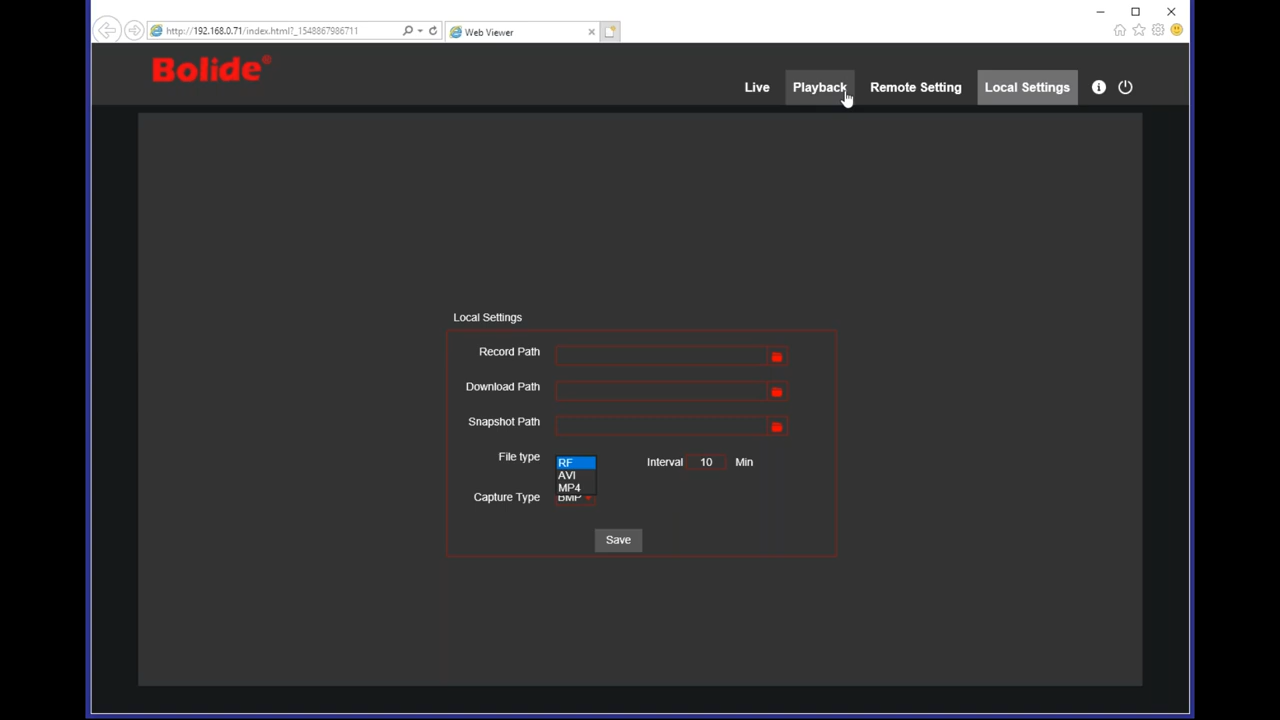 http://192.168.0.71/index.html?_1548867986711
Web Viewer
Bolide®
Live
Playback
Remote Setting
Local Settings
Local Settings
Record Path
Download Path
Snapshot Path
File type
RF
AVI
MP4
Interval 10 Min
Capture Type
BMP
Save